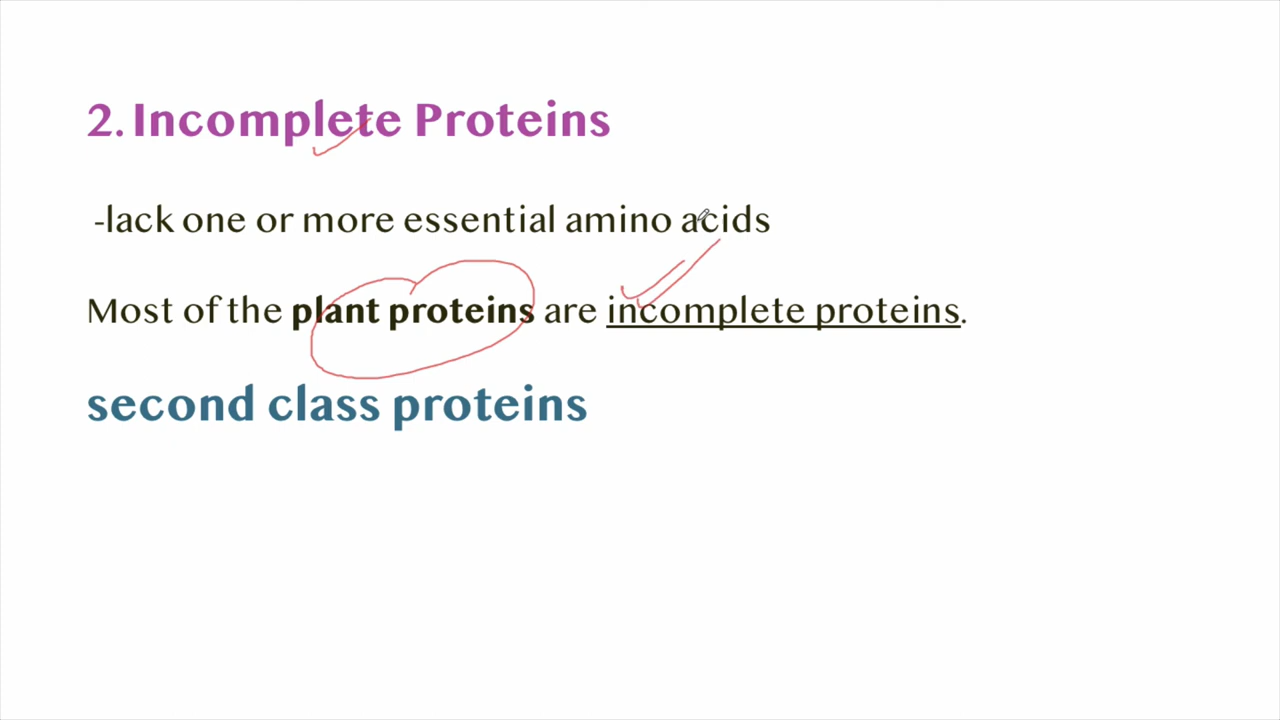 2. Incomplete Proteins
-lack one or more essential amino acids
Most of the plant proteins are incomplete proteins.
second class proteins